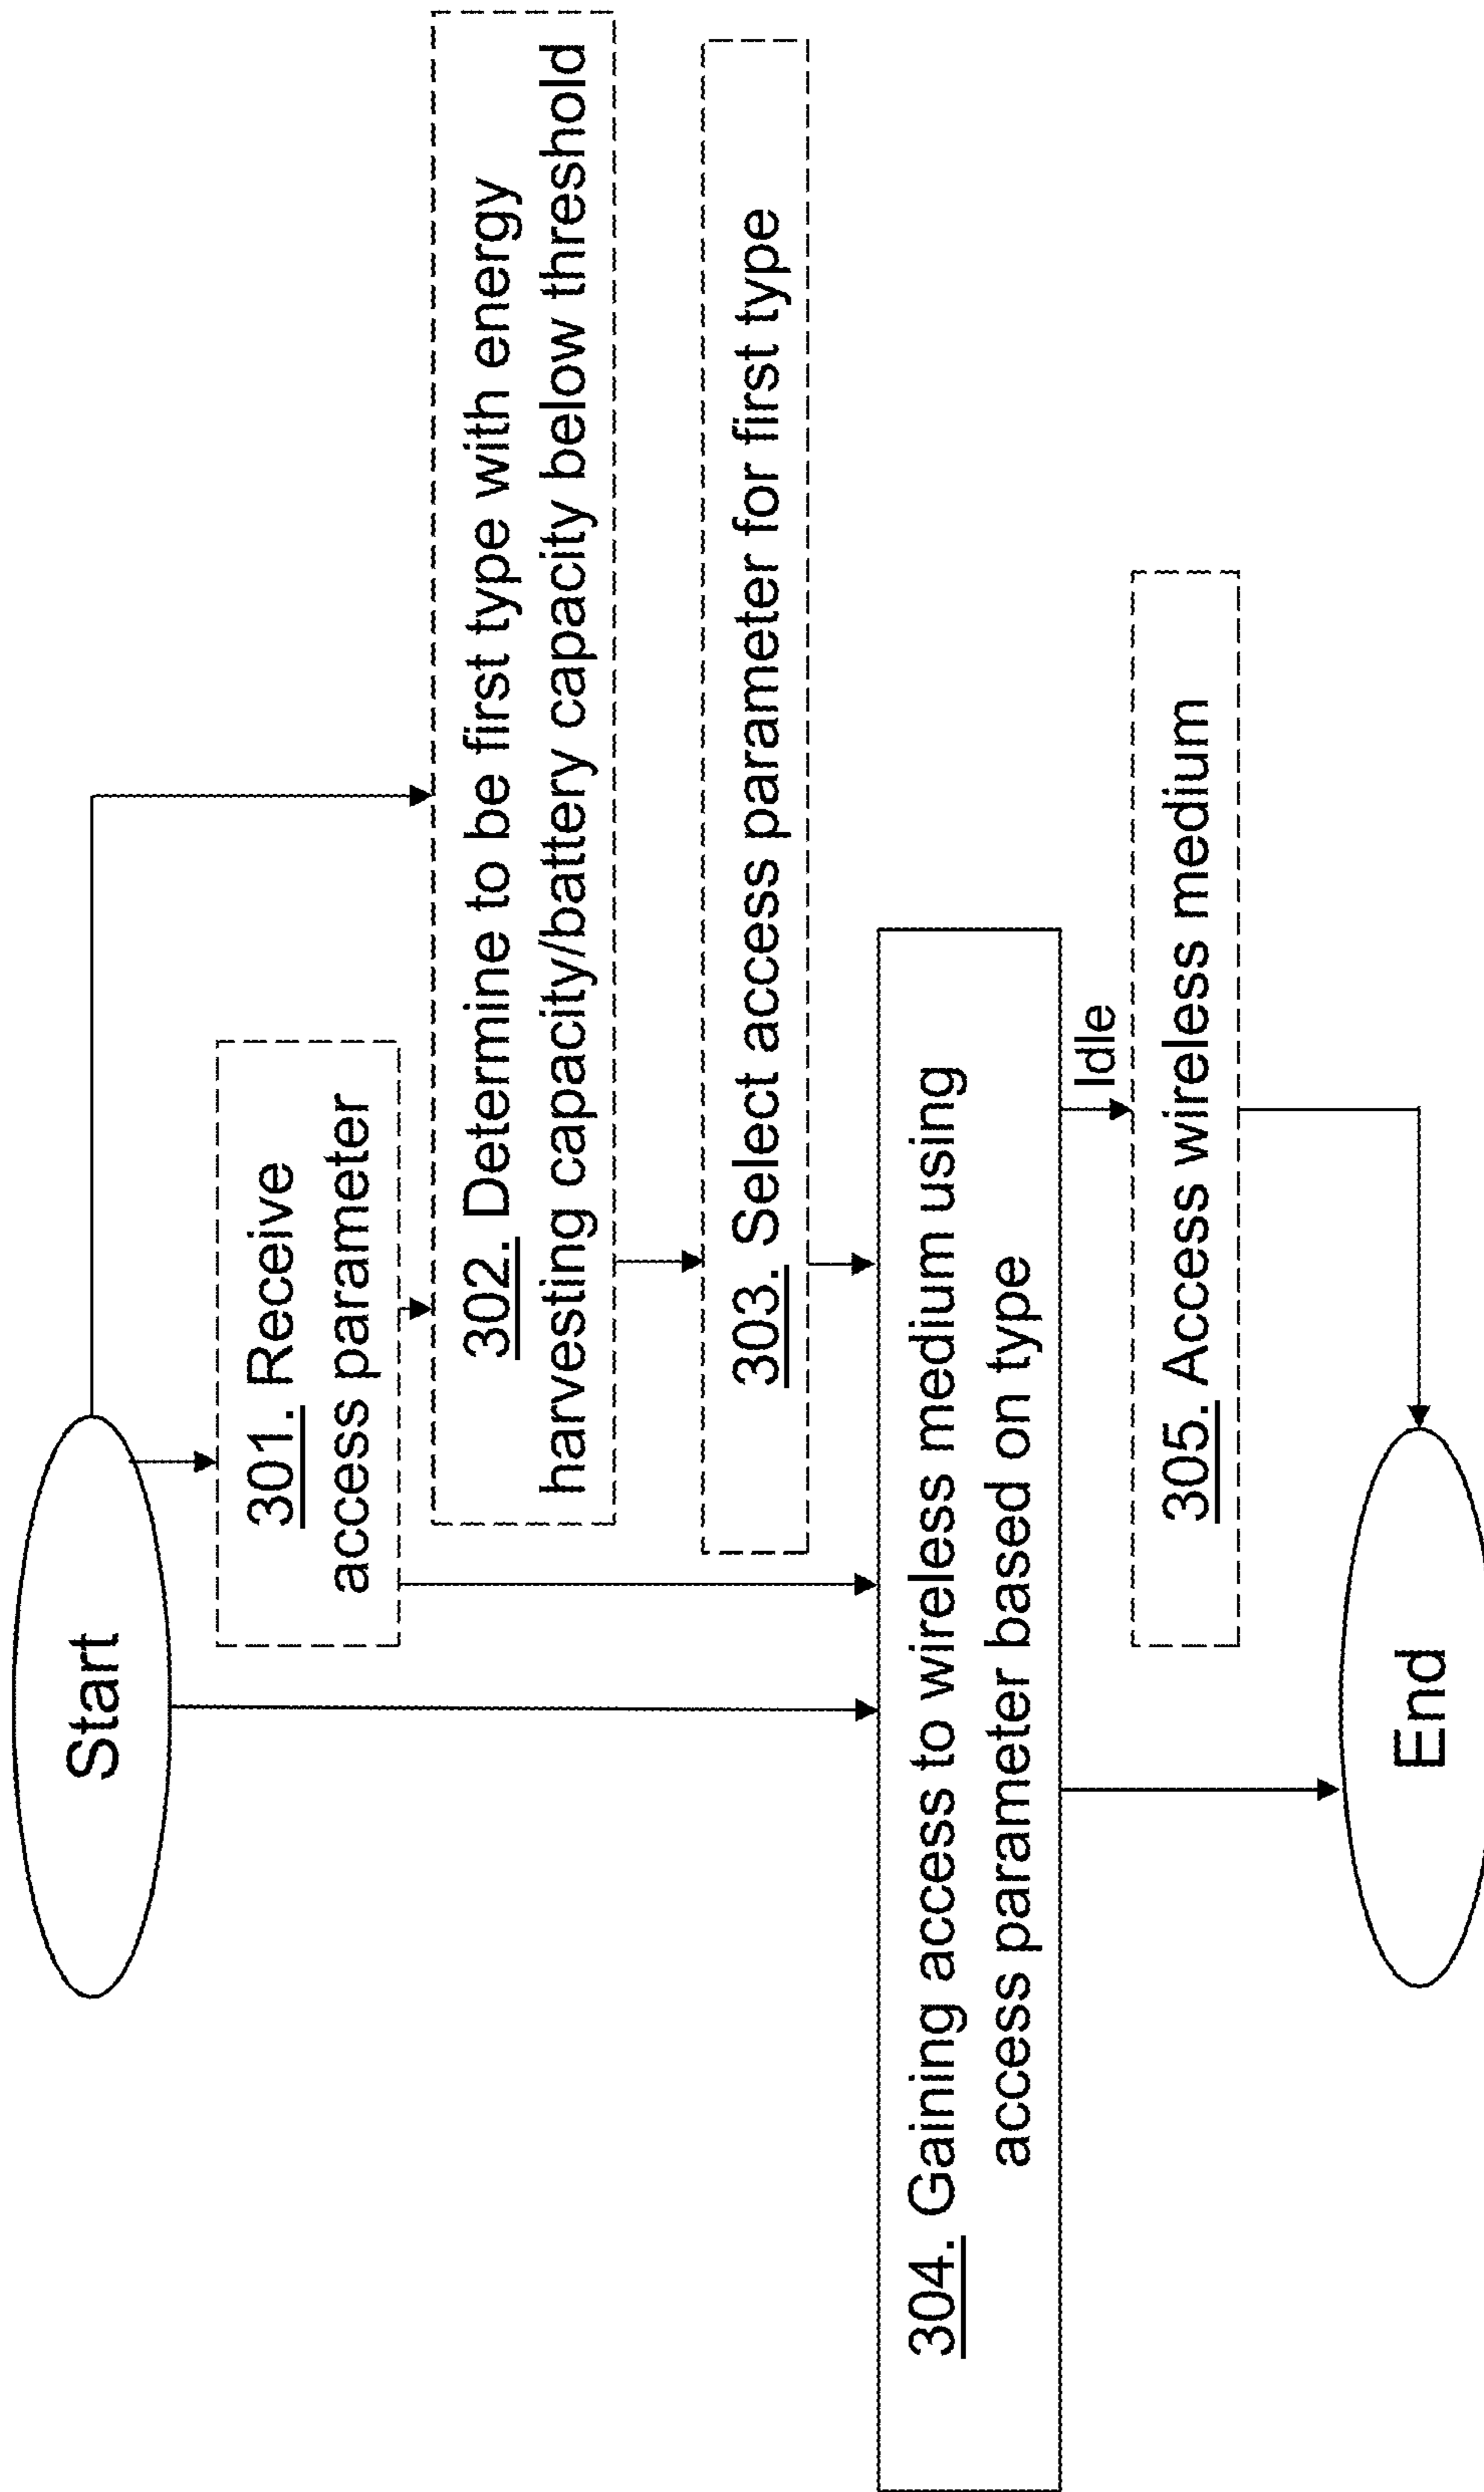 Start
301. Receive
access parameter
302. Determine to be first type with energy
harvesting capacity/battery capacity below threshold
303. Select access parameter for first type
304. Gaining access to wireless medium using
access parameter based on type
Idle
305. Access wireless medium
End